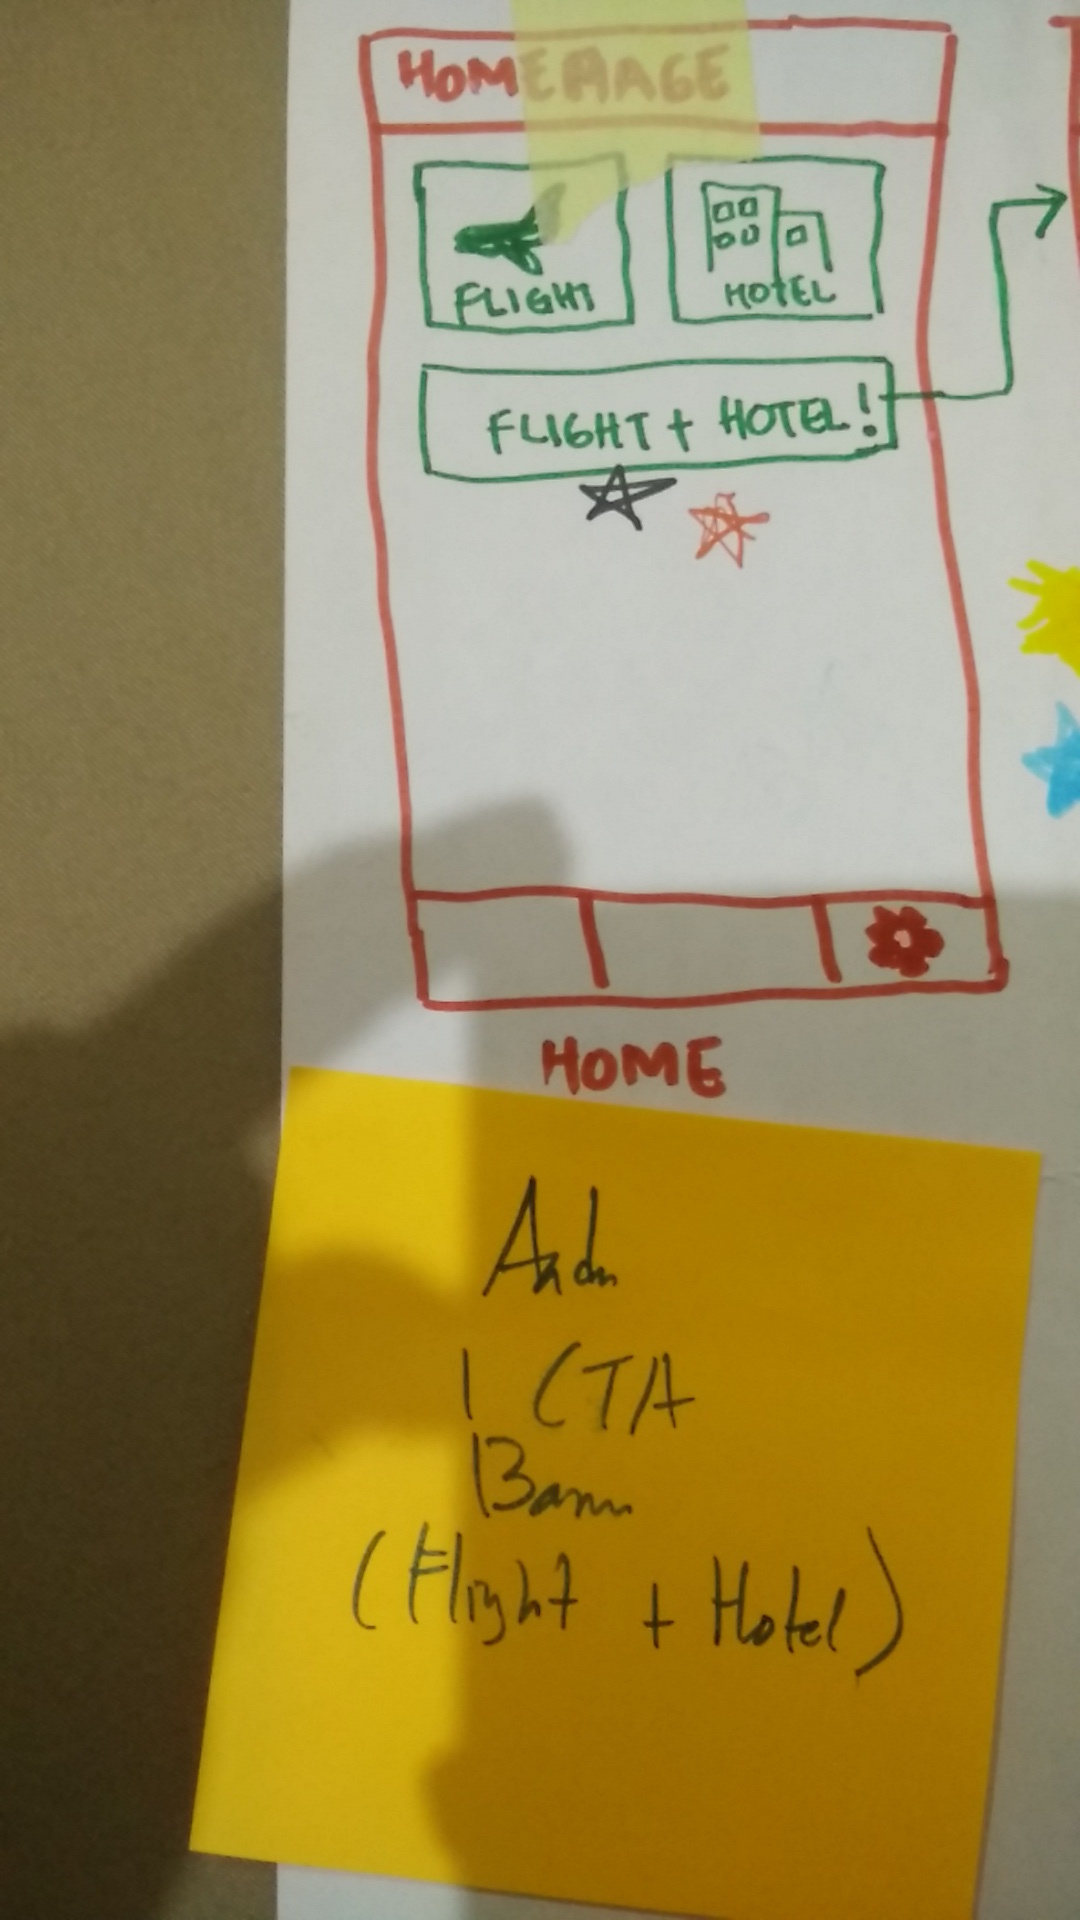 HOMEPAGE
FLIGHT
HOTEL
FLIGHT + HOTEL!
HOME
1 CTA
(Flight + Hotel)